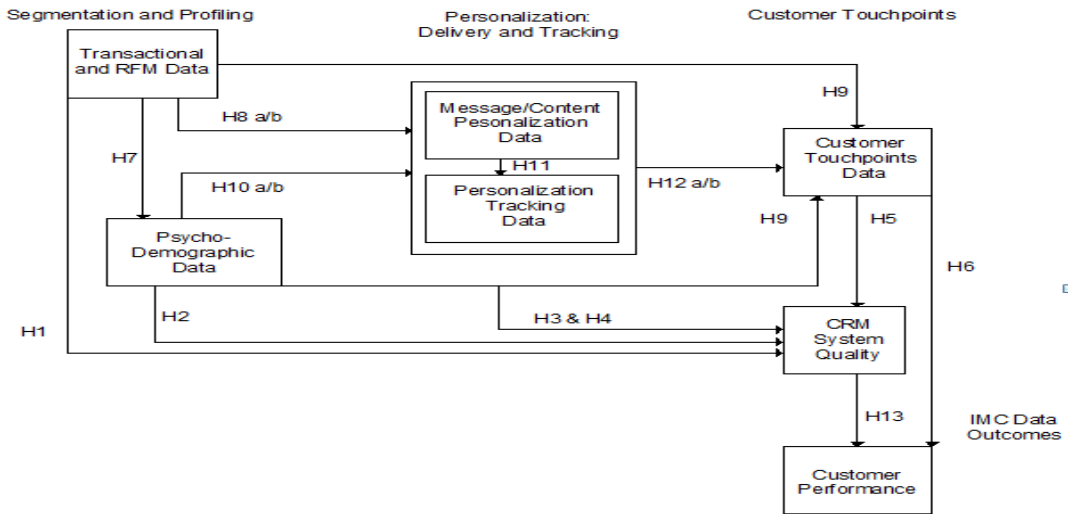 Segmentation and Profiling
Personalization:
Delivery and Tracking
Customer Touchpoints
Transactional
and RFM Data
H9
H8 a/b
Message/Content
Pesonalization
Data
H7
H11
Customer
Touchpoints
Data
H10 a/b
Personalization
Tracking
Data
H12 a/b
H9
H5
Psycho-
Demographic
Data
H6
H2
H3 & H4
H1
CRM
System
Quality
H13
IMC Data
Outcomes
Customer
Performance